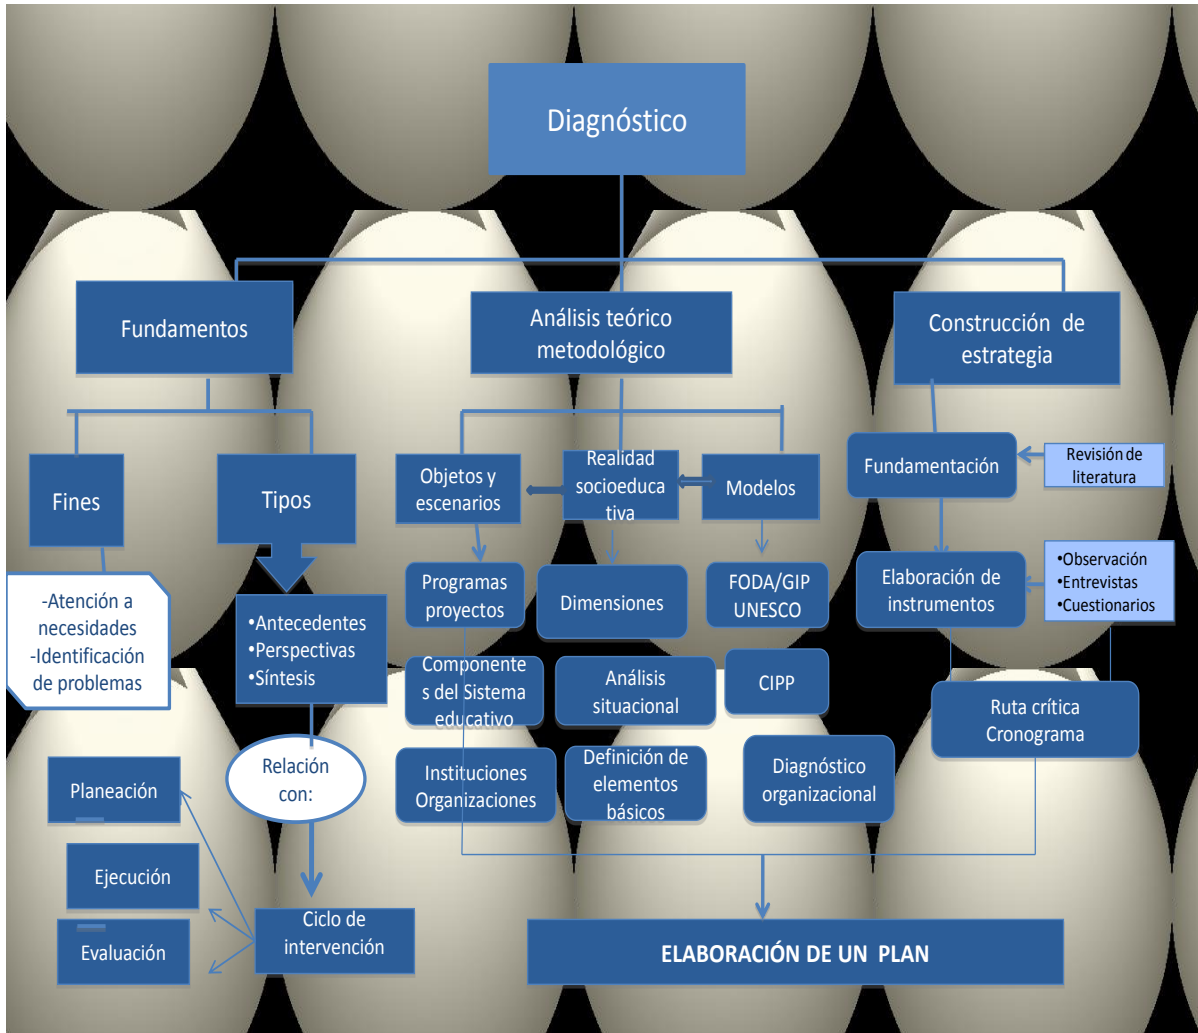 Diagnóstico
Fundamentos
Análisis teórico
metodológico
Construcción de
estrategia
Fines
Tipos
Objetos y
escenarios
Realidad
socioeduca
tiva
Modelos
Fundamentación
Revisión de
literatura
-Atención a
necesidades
-Identificación
de problemas
•Antecedentes
•Perspectivas
•Síntesis
Programas
proyectos
Dimensiones
FODA/GIP
UNESCO
Elaboración de
instrumentos
•Observación
•Entrevistas
•Cuestionarios
Componente
s del Sistema
educativo
Análisis
situacional
CIPP
Ruta crítica
Cronograma
Relación
con:
Instituciones
Organizaciones
Definición de
elementos
básicos
Diagnóstico
organizacional
Planeación
Ejecución
Evaluación
Ciclo de
intervención
ELABORACIÓN DE UN PLAN